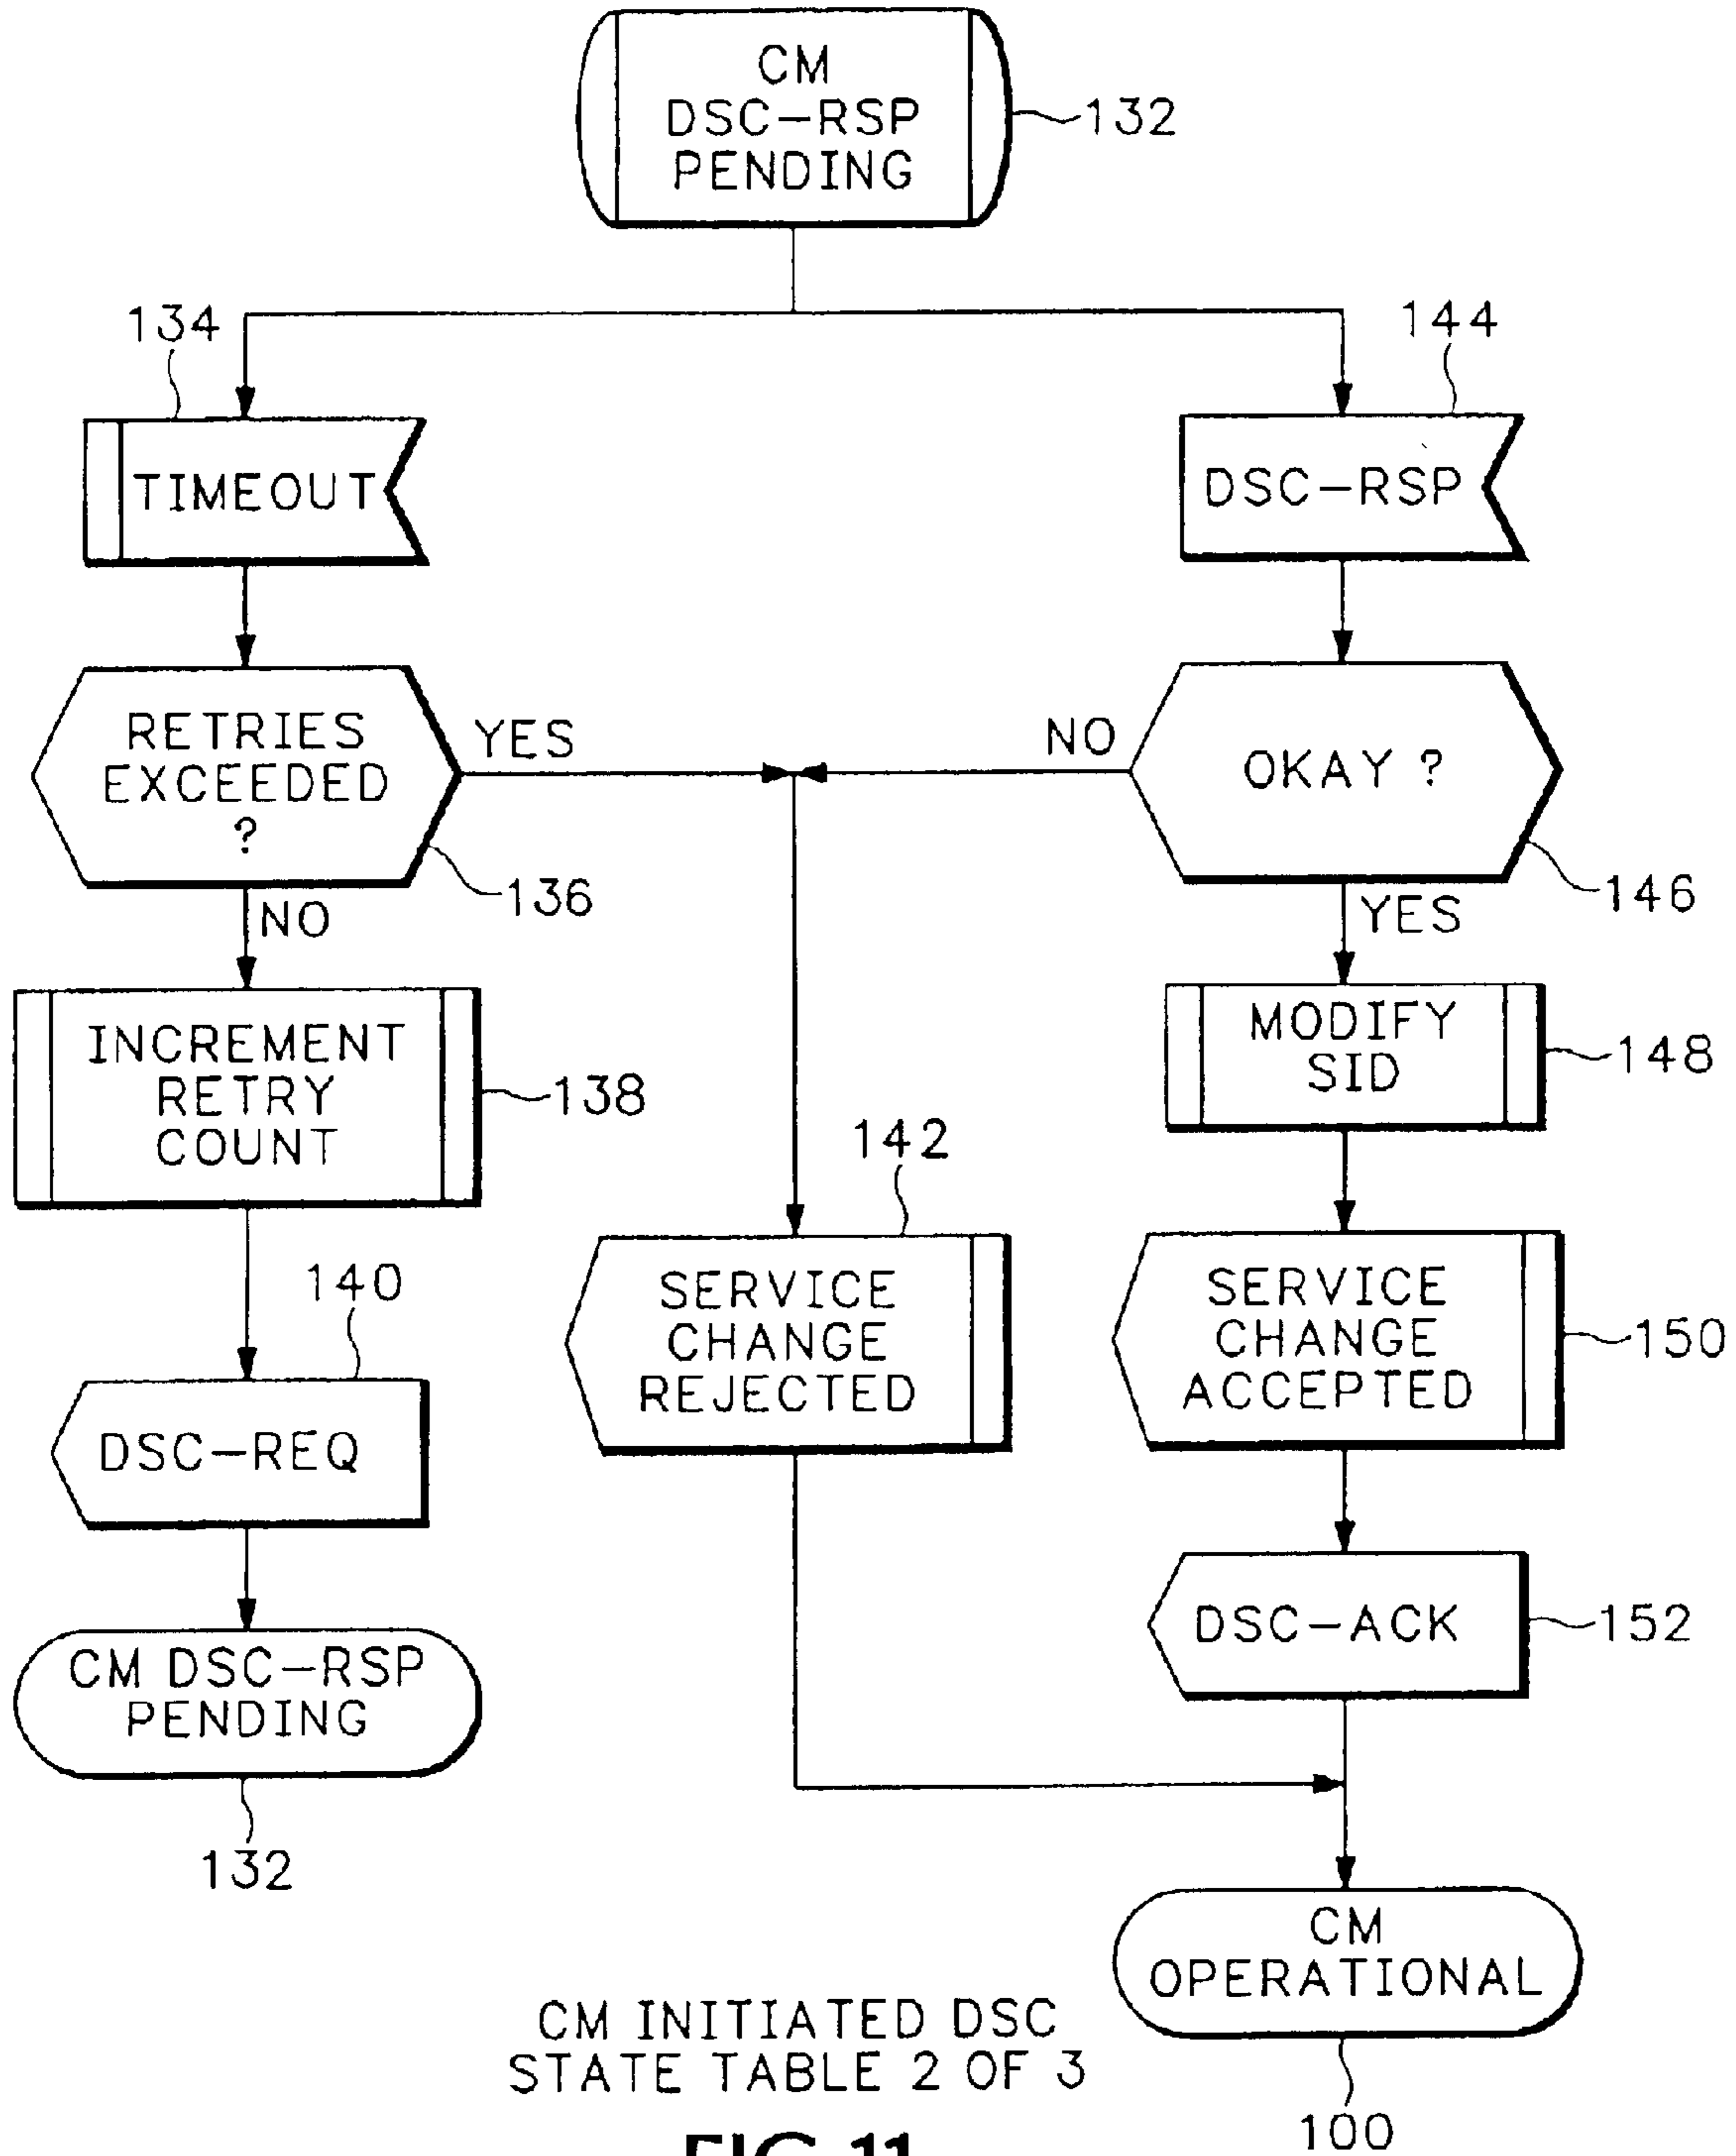 CM
DSC-RSP
PENDING
132
134
144
TIMEOUT
DSC-RSP
RETRIES
EXCEEDED
?
YES
NO
OKAY ?
136
146
NO
YES
INCREMENT
RETRY
COUNT
138
MODIFY
SID
148
142
140
SERVICE
CHANGE
REJECTED
SERVICE
CHANGE
ACCEPTED
150
DSC-REQ
DSC-ACK
152
CM DSC-RSP
PENDING
132
CM
OPERATIONAL
100
CM INITIATED DSC
STATE TABLE 2 OF 3
FIG.11